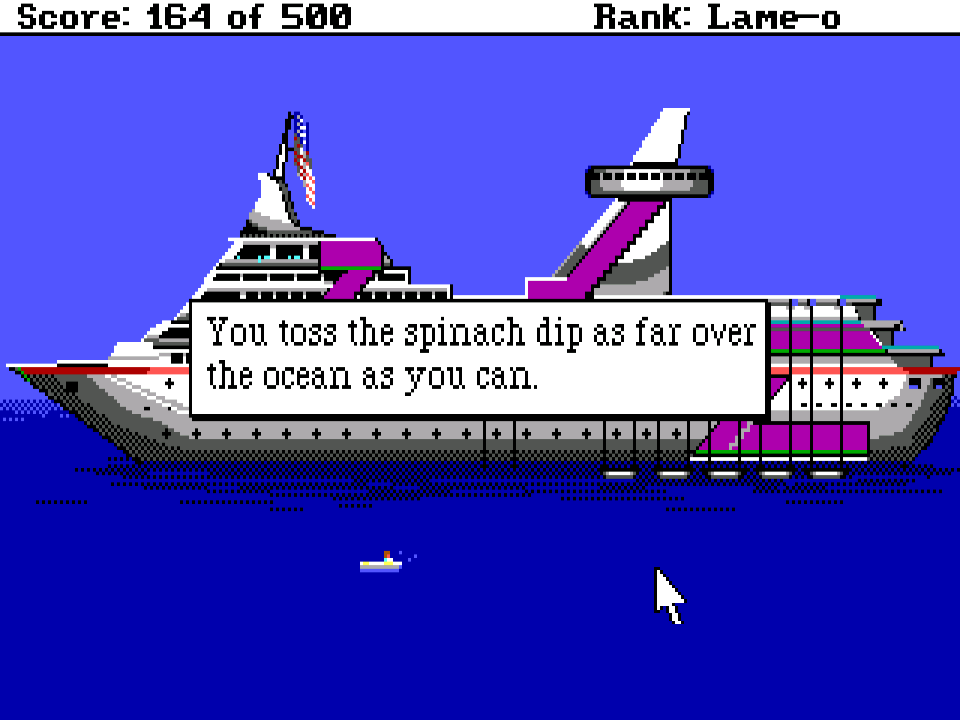 Score: 164 of 500 Rank: Lame-o
You toss the spinach dip as far over
the ocean as you can.